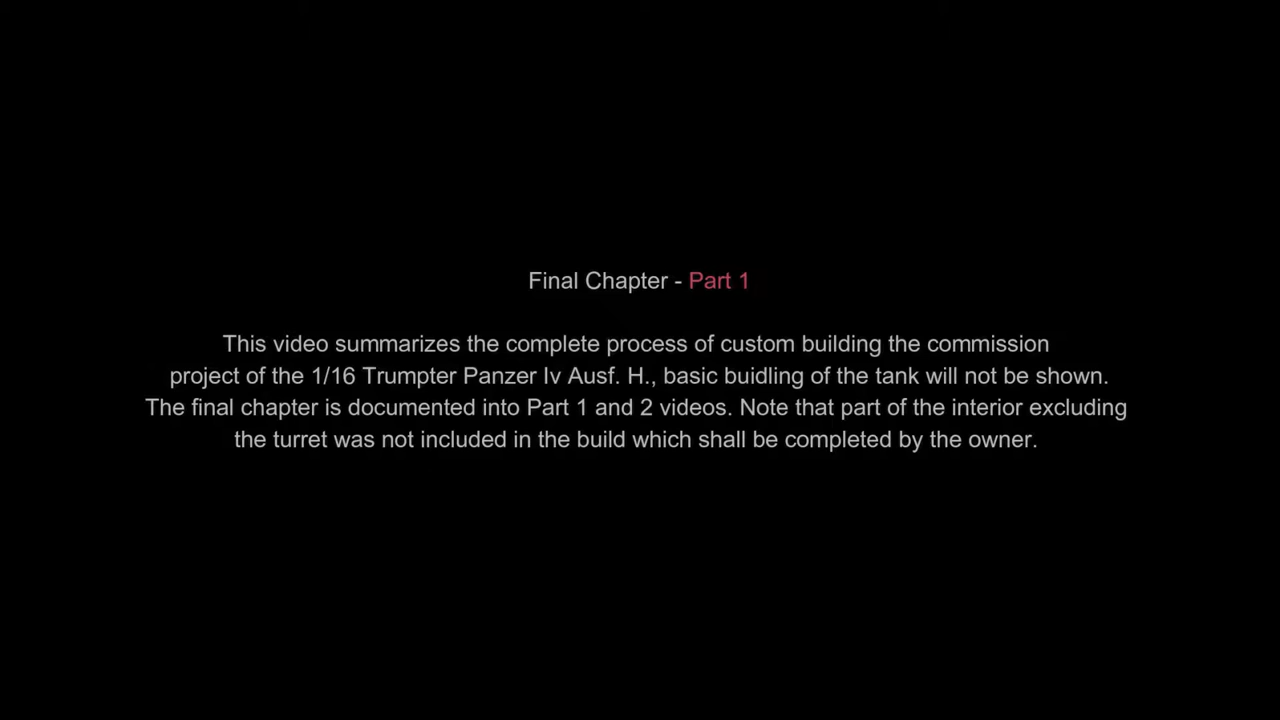 Final Chapter - Part 1
This video summarizes the complete process of custom building the commission
project of the 1/16 Trumpter Panzer Iv Ausf. H., basic buidling of the tank will not be shown.
The final chapter is documented into Part 1 and 2 videos. Note that part of the interior excluding
the turret was not included in the build which shall be completed by the owner.